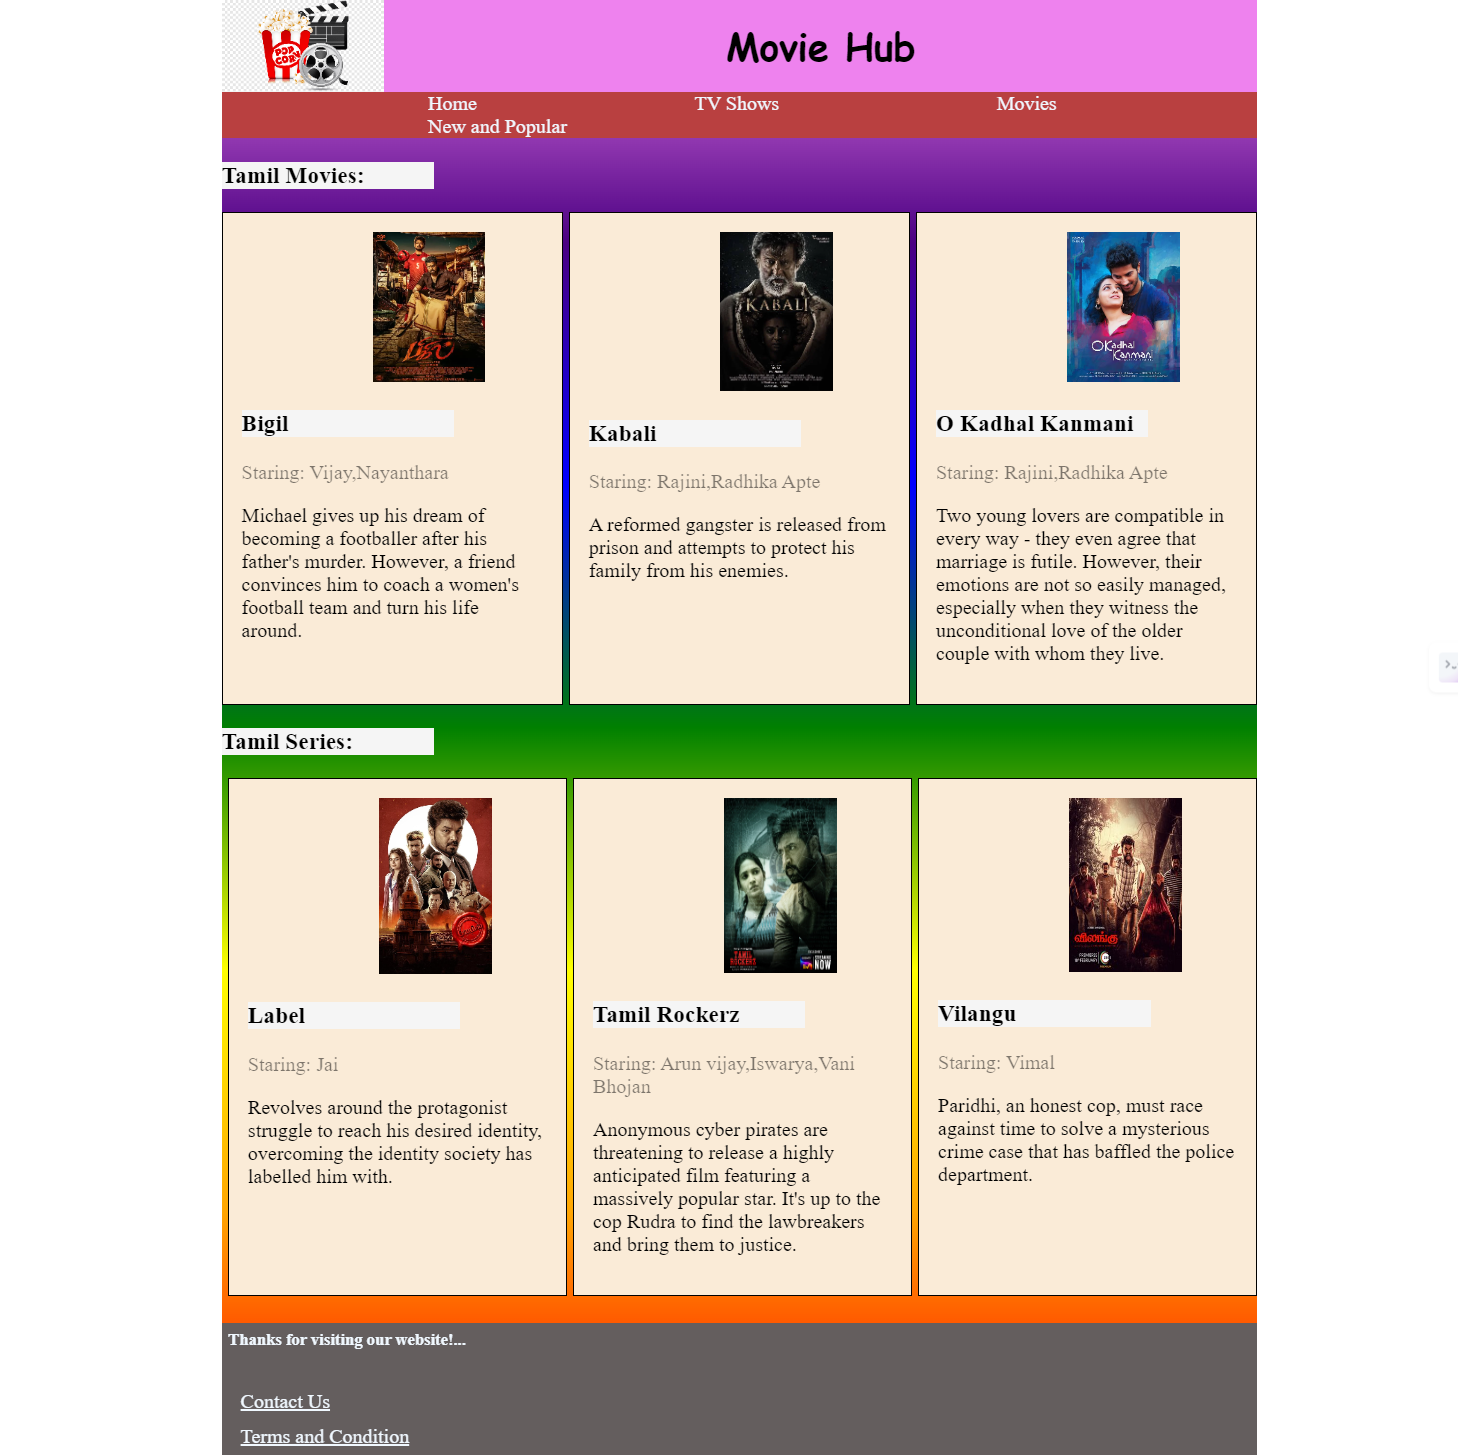 POP
CORN
Movie Hub
Home
TV Shows
Movies
New and Popular
Tamil Movies:
பிகில்
KABALI
OKadhal
Kanmani
Bigil
Kabali
O Kadhal Kanmani
Staring: Vijay,Nayanthara
Staring: Rajini,Radhika Apte
Staring: Rajini,Radhika Apte
Michael gives up his dream of
becoming a footballer after his
father's murder. However, a friend
convinces him to coach a women's
football team and turn his life
around.
A reformed gangster is released from
prison and attempts to protect his
family from his enemies.
Two young lovers are compatible in
every way - they even agree that
marriage is futile. However, their
emotions are not so easily managed,
especially when they witness the
unconditional love of the older
couple with whom they live.
Tamil Series:
TAMIL
ROCKERZ
STREAMING
NOW
விலங்கு
Label
Tamil Rockerz
Vilangu
Staring: Jai
Staring: Arun vijay,Iswarya,Vani
Bhojan
Staring: Vimal
Revolves around the protagonist
struggle to reach his desired identity,
overcoming the identity society has
labelled him with.
Anonymous cyber pirates are
threatening to release a highly
anticipated film featuring a
massively popular star. It's up to the
cop Rudra to find the lawbreakers
and bring them to justice.
Paridhi, an honest cop, must race
against time to solve a mysterious
crime case that has baffled the police
department.
Thanks for visiting our website!...
Contact Us
Terms and Condition